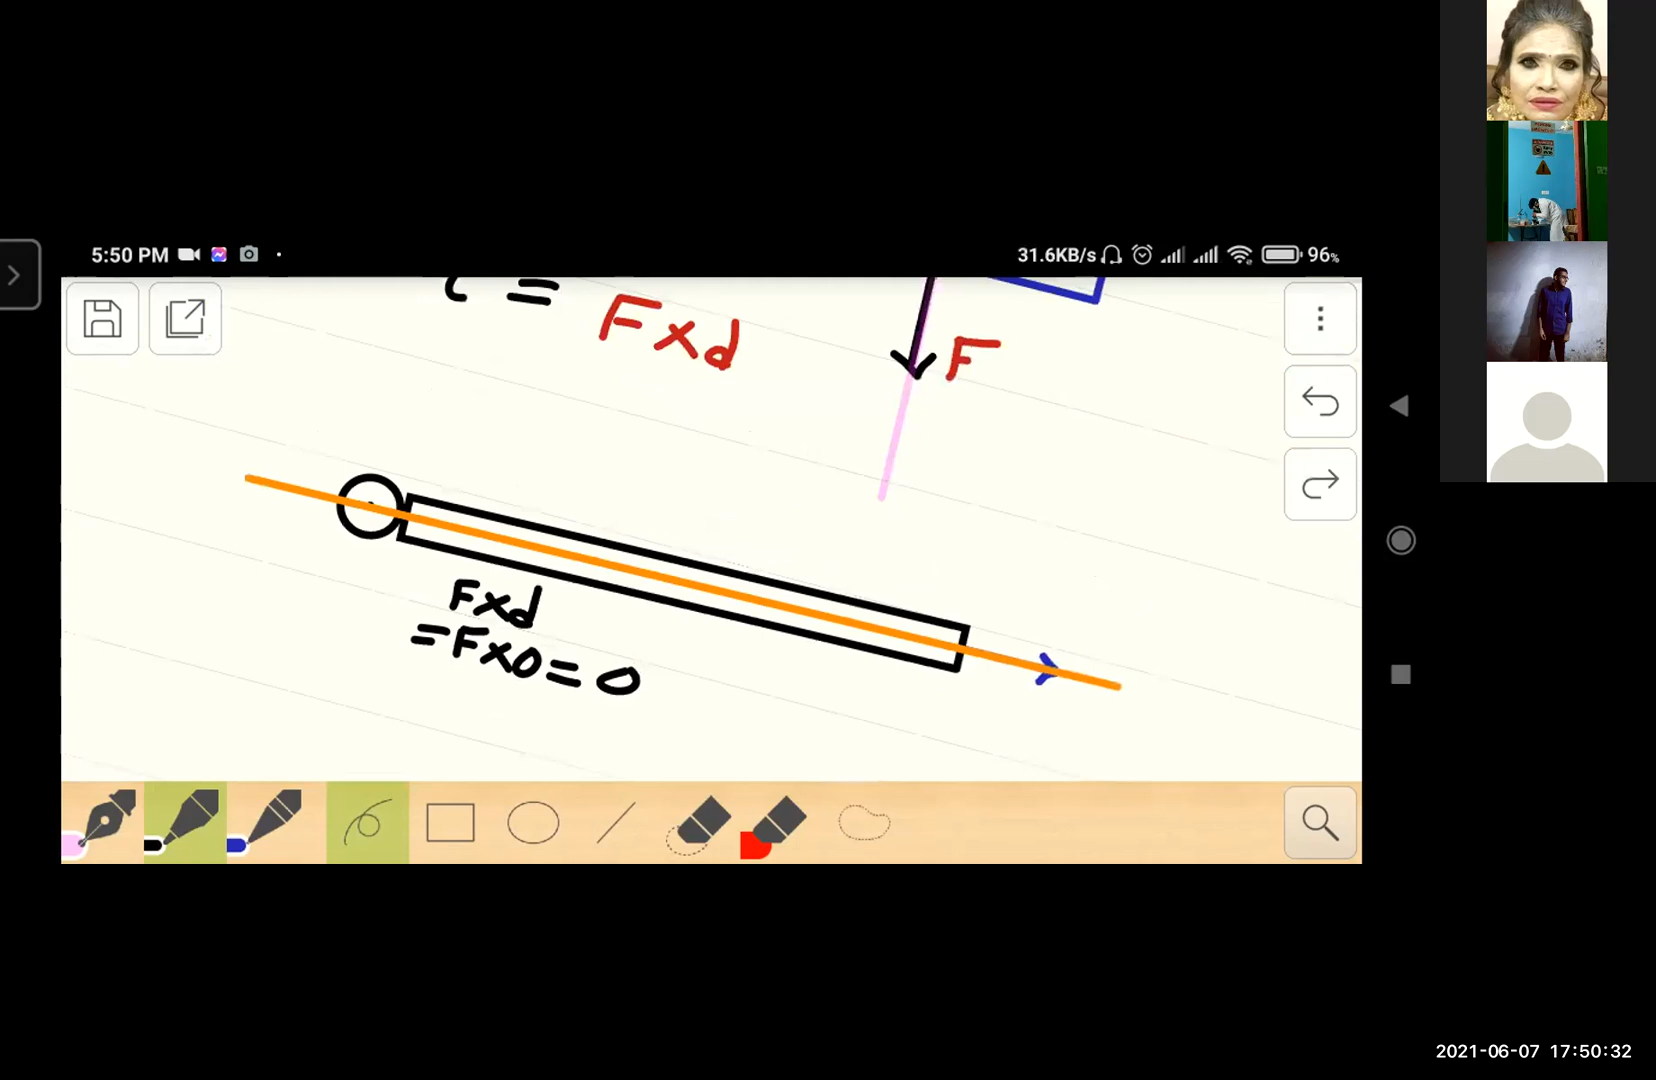 5:50 PM
31.6KB/s
96%
τ =
F×d
F
F×d
=F×0=0
2021-06-07 17:50:32